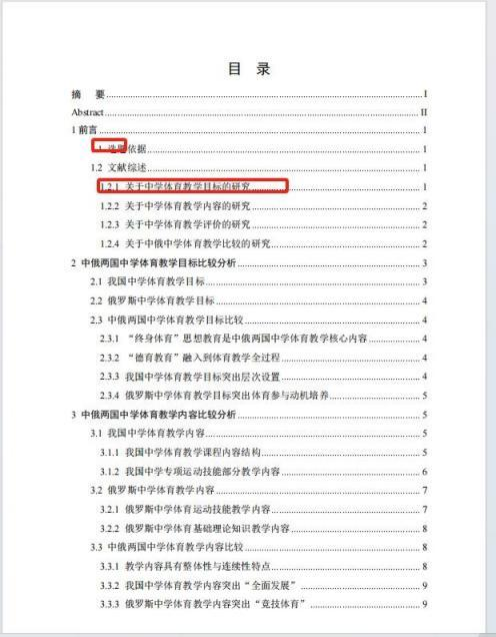 目 录
摘 要........I
Abstract........II
1 前言........1
1.1 选题依据........1
1.2 文献综述........1
1.2.1 关于中学体育教学目标的研究........1
1.2.2 关于中学体育教学内容的研究........2
1.2.3 关于中学体育教学评价的研究........2
1.2.4 关于中俄中学体育教学比较的研究........2
2 中俄两国中学体育教学目标比较分析........3
2.1 我国中学体育教学目标........3
2.2 俄罗斯中学体育教学目标........4
2.3 中俄两国中学体育教学目标比较........4
2.3.1 “终身体育”思想教育是中俄两国中学体育教学核心内容........4
2.3.2 “德育教育”融入到体育教学全过程........4
2.3.3 我国中学体育教学目标突出层次设置........4
2.3.4 俄罗斯中学体育教学目标突出体育参与动机培养........5
3 中俄两国中学体育教学内容比较分析........5
3.1 我国中学体育教学内容........5
3.1.1 我国中学体育教学课程内容结构........5
3.1.2 我国中学专项运动技能部分教学内容........6
3.2 俄罗斯中学体育教学内容........7
3.2.1 俄罗斯中学体育运动技能教学内容........7
3.2.2 俄罗斯中学体育基础理论知识教学内容........8
3.3 中俄两国中学体育教学内容比较........8
3.3.1 教学内容具有整体性与连续性特点........8
3.3.2 我国中学体育教学内容突出“全面发展”........9
3.3.3 俄罗斯中学体育教学内容突出“竞技体育”........9